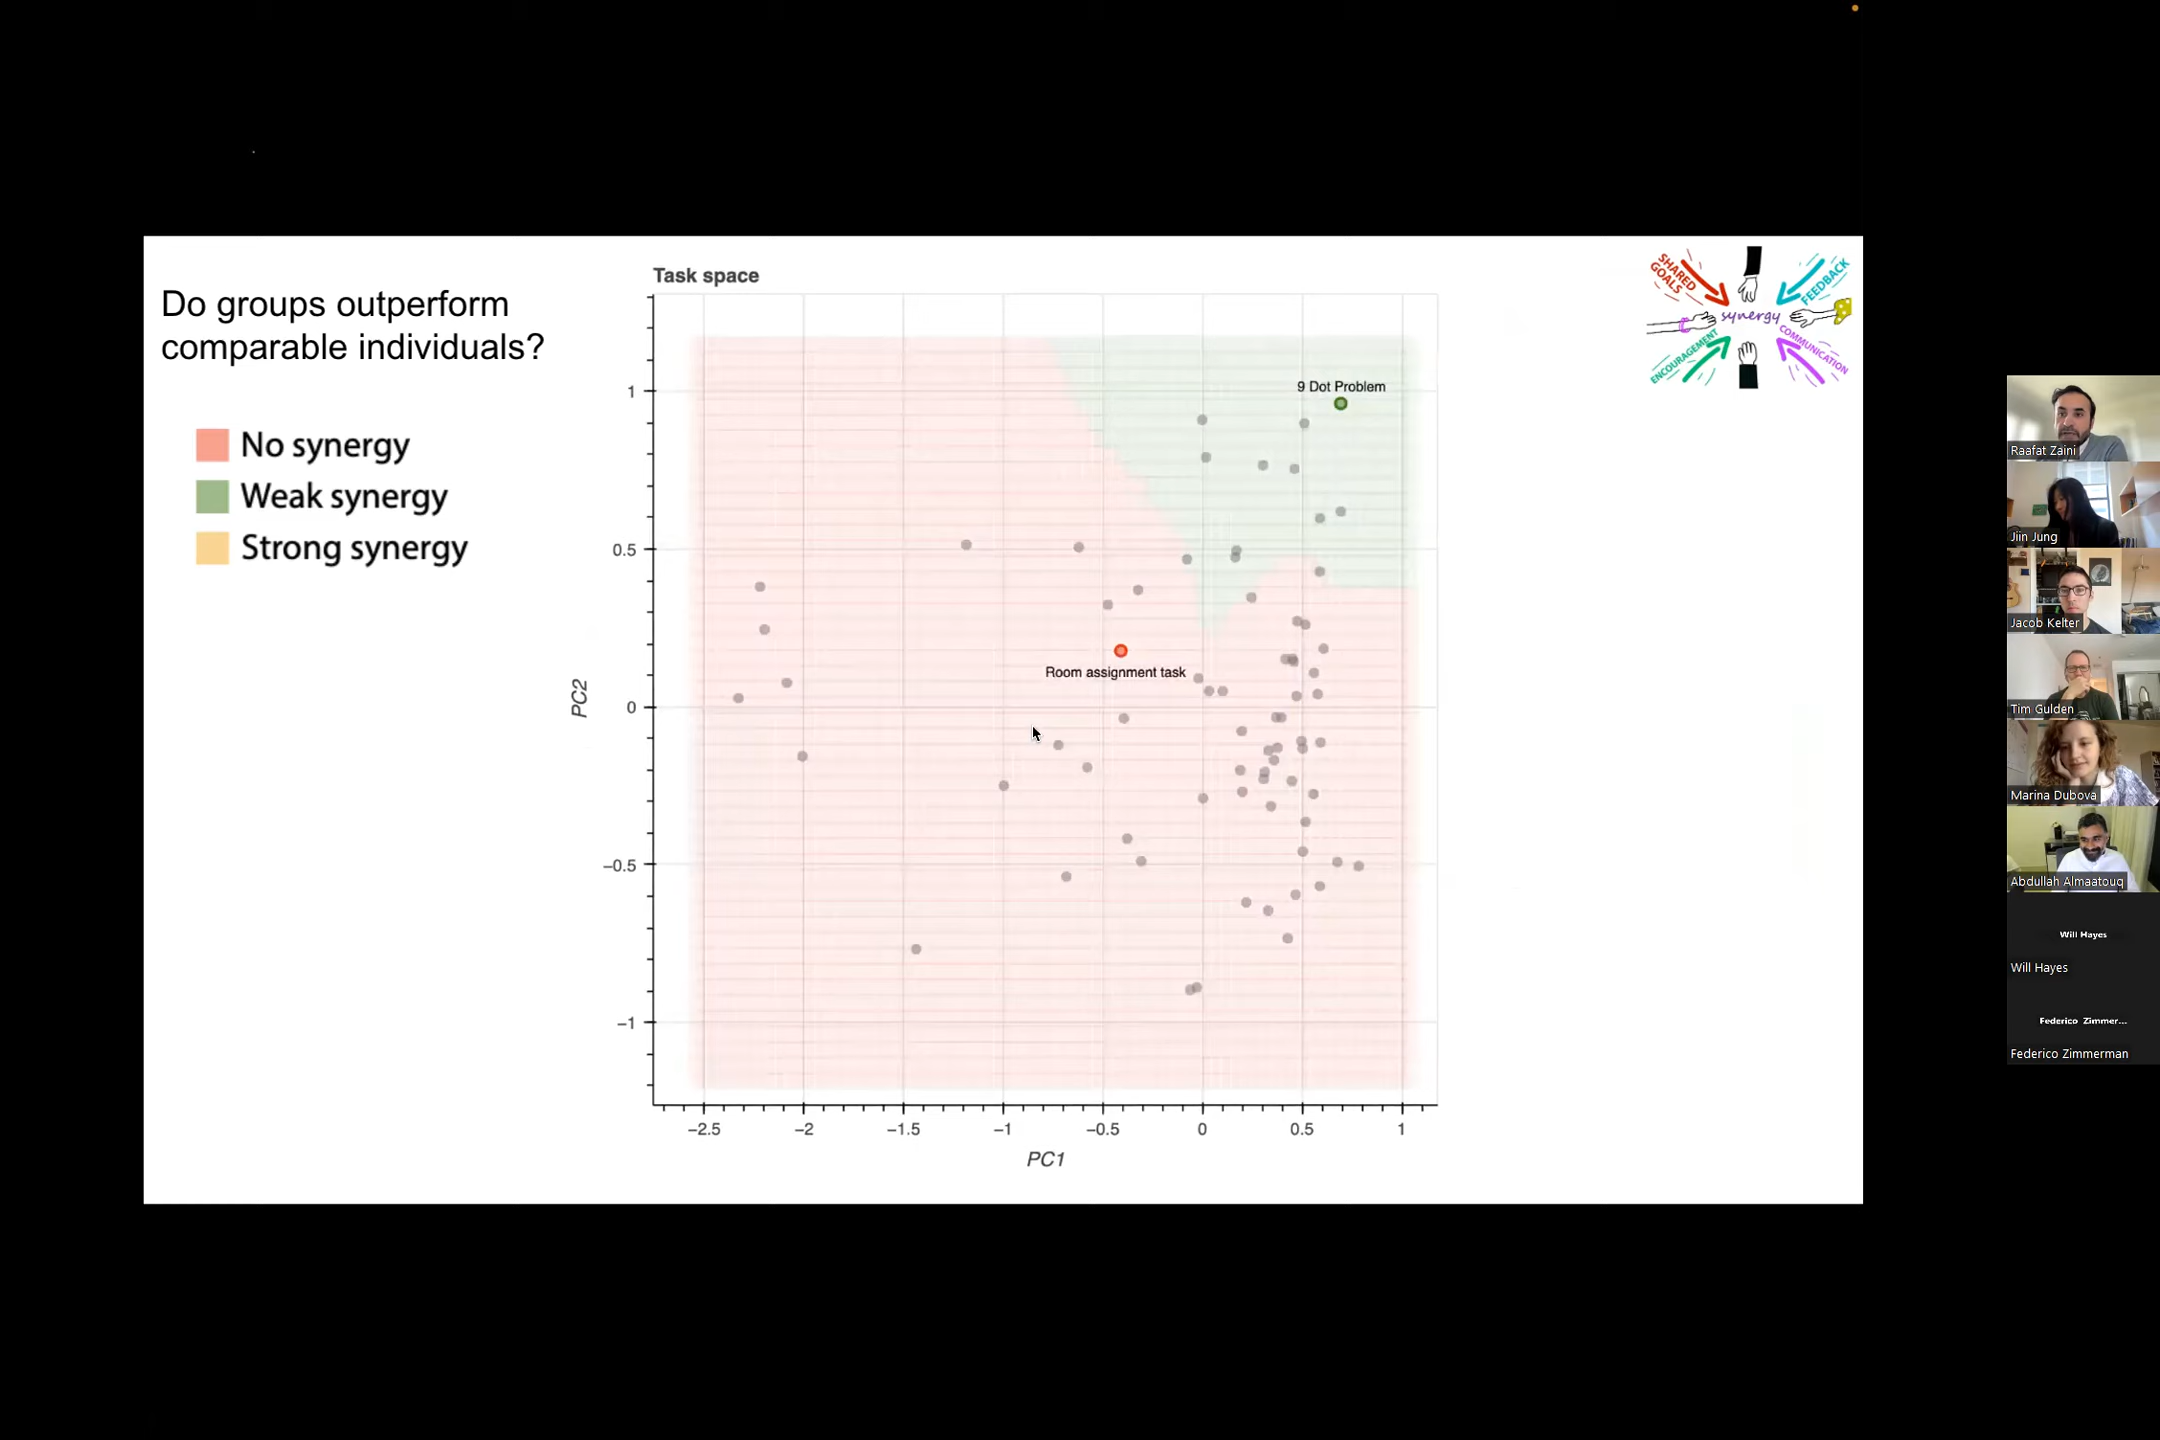 Do groups outperform
comparable individuals?
No synergy
Weak synergy
Strong synergy
Task space
9 Dot Problem
Room assignment task
PC2
1
0.5
0
−0.5
−1
−2.5
−2
−1.5
−1
−0.5
0
0.5
1
PC1
SHARED
GOALS
FEEDBACK
synergy
ENCOURAGEMENT
COMMUNICATION
Raafat Zaini
Jiin Jung
Jacob Kelter
Tim Gulden
Marina Dubova
Abdullah Almaatouq
Will Hayes
Will Hayes
Federico Zimmer...
Federico Zimmerman